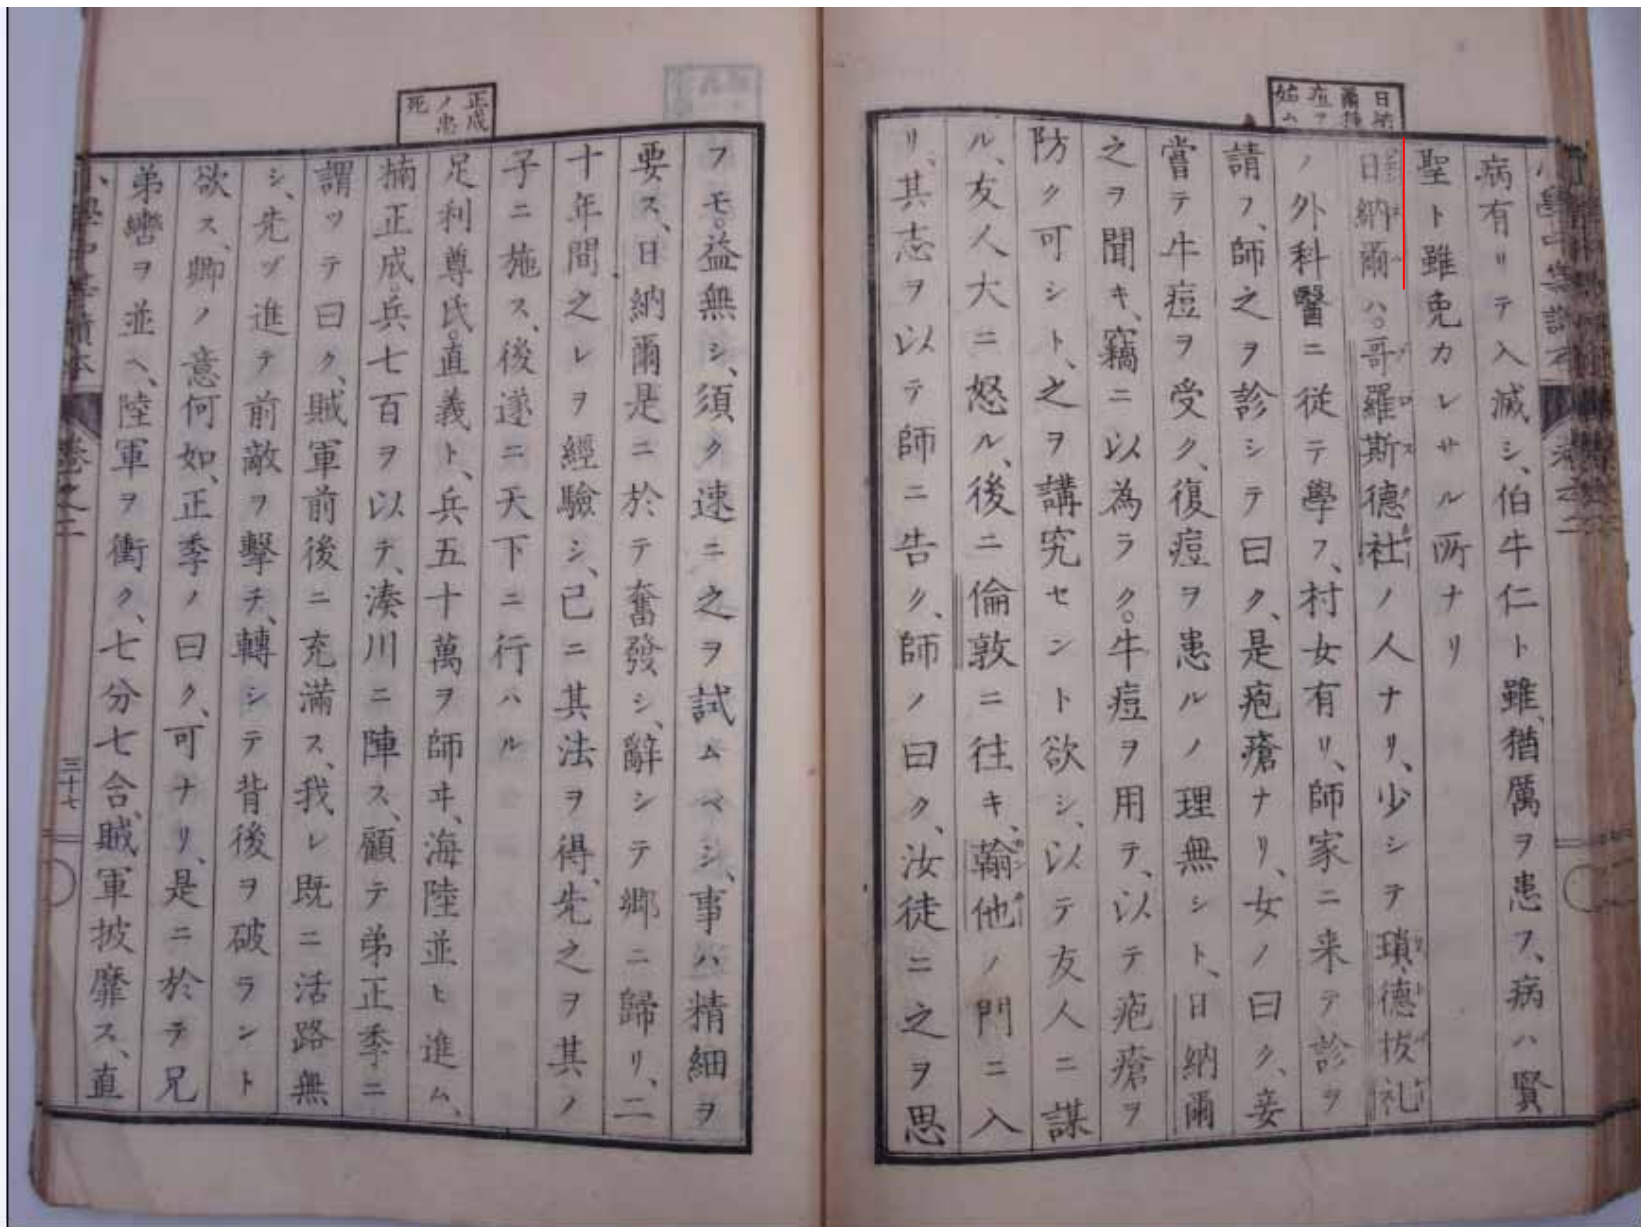 日納
爾種
痘ヲ
始ム
病有リテ入滅シ、伯牛仁ト雖、猶厲ヲ患フ、病ハ賢
聖ト雖免カレサル所ナリ
日納爾ハ。哥羅斯德社ノ人ナリ、少シテ瑣德抜礼
ノ外科醫ニ従テ學フ、村女有リ、師家ニ来テ診ヲ
請フ、師之ヲ診シテ曰ク、是疱瘡ナリ、女ノ曰ク、妾
嘗テ牛痘ヲ受ク、復痘ヲ患ルノ理無シト、日納爾
之ヲ聞キ、竊ニ以為ラク。牛痘ヲ用テ、以テ疱瘡ヲ
防ク可シト、之ヲ講究セント欲シ、以テ友人ニ謀
ル、友人大ニ怒ル、後ニ倫敦ニ往キ、翰他ノ門ニ入
リ、其志ヲ以テ師ニ告ク、師ノ曰ク、汝徒ニ之ヲ思
フモ。益無シ、須ク速ニ之ヲ試ムベシ、事ハ精細ヲ
要ス、日納爾是ニ於テ奮發シ、辭シテ郷ニ歸リ、二
十年間之レヲ經驗シ、已ニ其法ヲ得、先之ヲ其ノ
子ニ施ス、後遂ニ天下ニ行ハル
正成
ノ忠
死
足利尊氏。直義ト、兵五十萬ヲ師ヰ、海陸並ヒ進ム、
楠正成。兵七百ヲ以テ、湊川ニ陣ス、顧テ弟正季ニ
謂ツテ曰ク、賊軍前後ニ充滿ス、我レ既ニ活路無
シ、先ヅ進テ前敵ヲ擊チ、轉シテ背後ヲ破ラント
欲ス、卿ノ意何如、正季ノ曰ク、可ナリ、是ニ於テ兄
弟轡ヲ並ヘ、陸軍ヲ衝ク、七分七合、賊軍披靡ス、直
卷之二
三十七